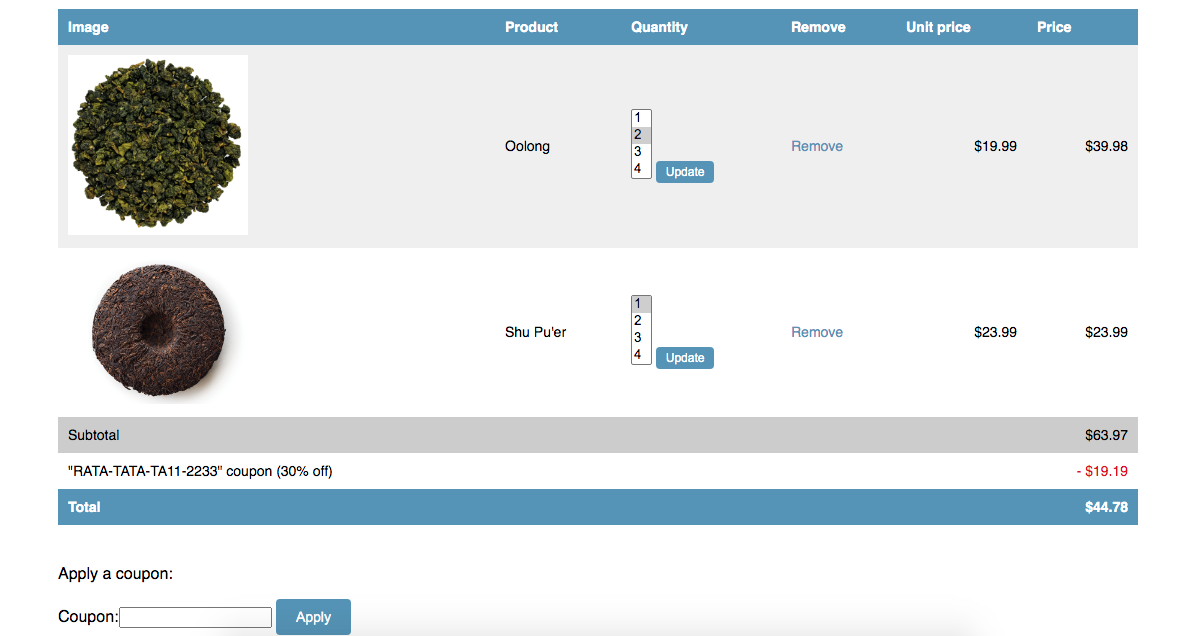 Image Product Quantity Remove Unit price Price
Oolong 1 2 3 4 Update Remove $19.99 $39.98
Shu Pu'er 1 2 3 4 Update Remove $23.99 $23.99
Subtotal $63.97
"RATA-TATA-TA11-2233" coupon (30% off) - $19.19
Total $44.78
Apply a coupon:
Coupon: Apply